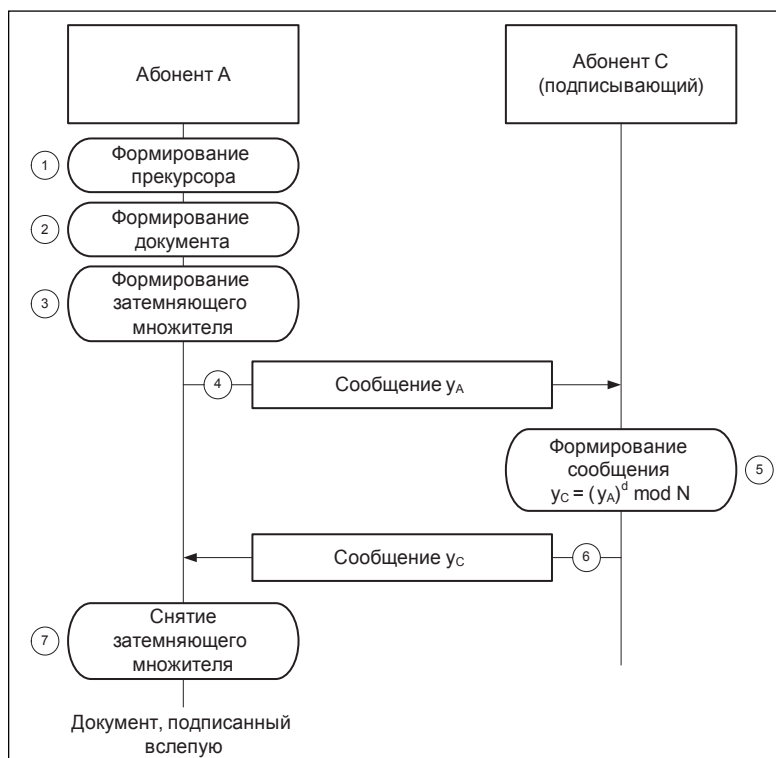 Абонент А
Абонент С
(подписывающий)
1
Формирование
прекурсора
2
Формирование
документа
3
Формирование
затемняющего
множителя
4
Сообщение yA
Формирование
сообщения
yC = (yA)d mod N
5
Сообщение yC
6
7
Снятие
затемняющего
множителя
Документ, подписанный
вслепую